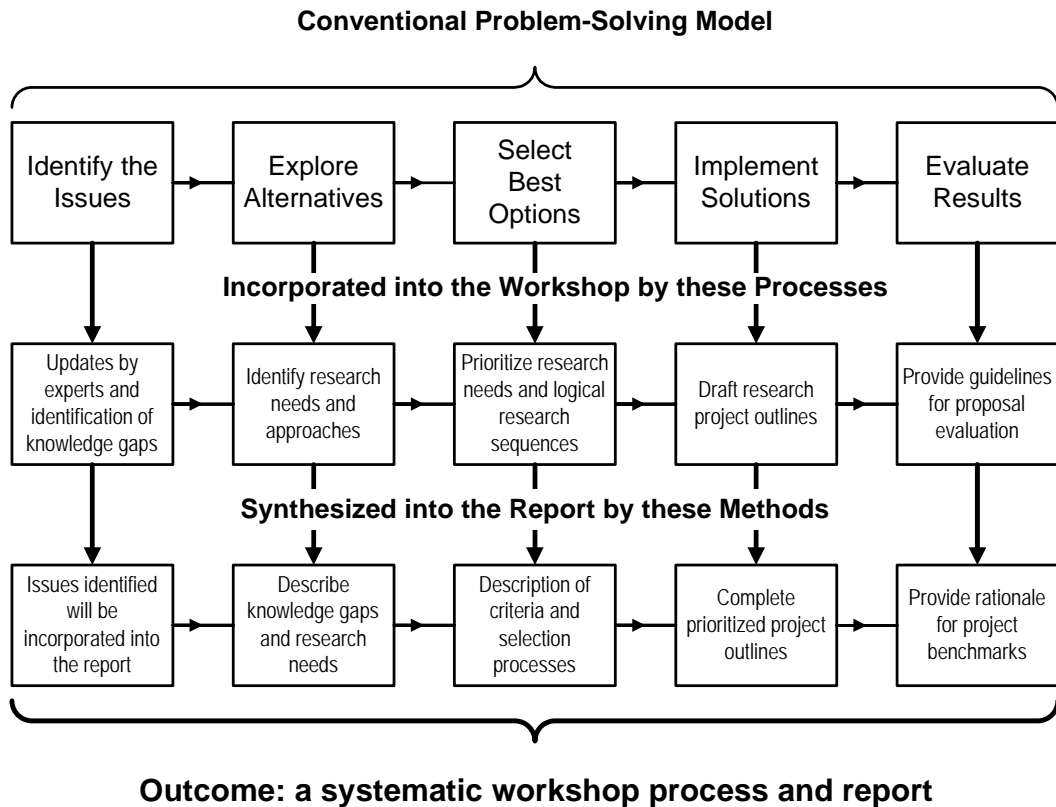 Conventional Problem-Solving Model
Identify the
Issues
Explore
Alternatives
Select
Best
Options
Implement
Solutions
Evaluate
Results
Incorporated into the Workshop by these Processes
Updates by
experts and
identification of
knowledge gaps
Identify research
needs and
approaches
Prioritize research
needs and logical
research
sequences
Draft research
project outlines
Provide guidelines
for proposal
evaluation
Synthesized into the Report by these Methods
Issues identified
will be
incorporated into
the report
Describe
knowledge gaps
and research
needs
Description of
criteria and
selection
processes
Complete
prioritized project
outlines
Provide rationale
for project
benchmarks
Outcome: a systematic workshop process and report